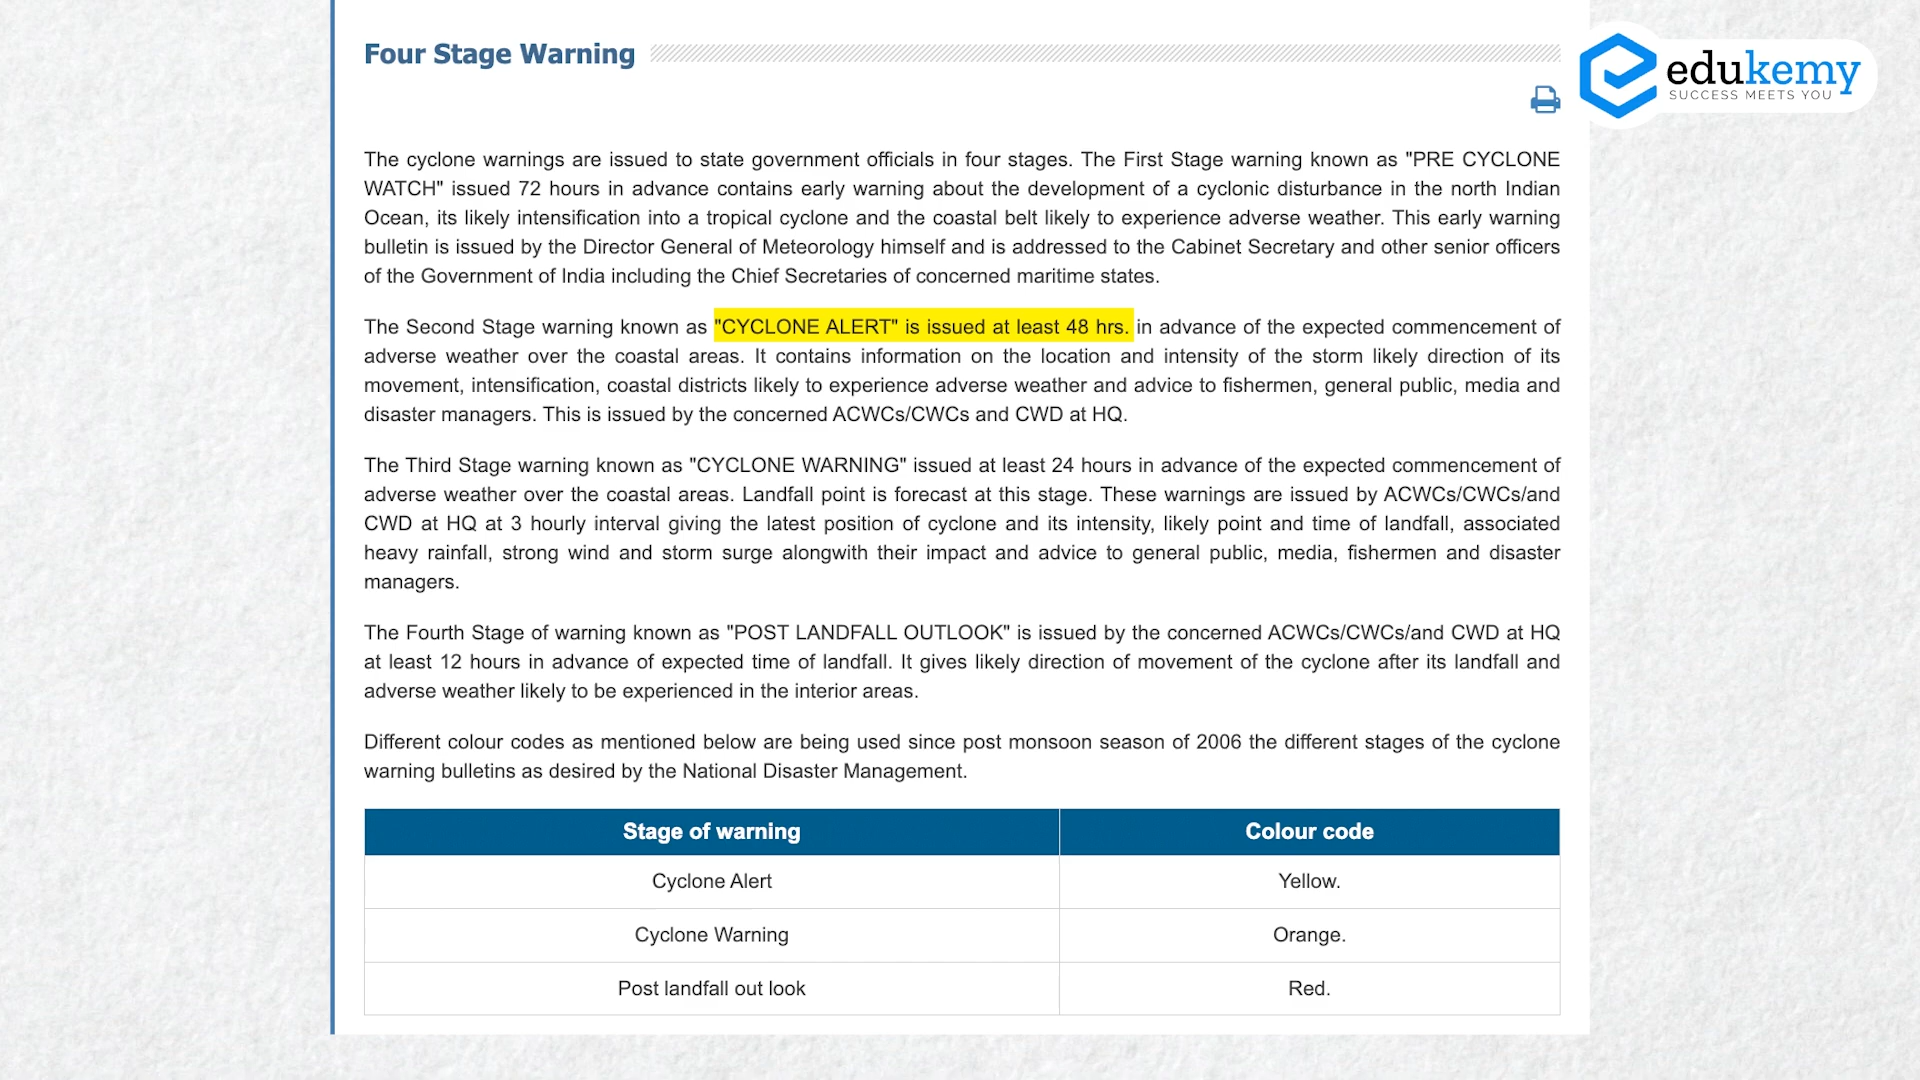 Four Stage Warning
edukemy
SUCCESS MEETS YOU
The cyclone warnings are issued to state government officials in four stages. The First Stage warning known as "PRE CYCLONE
WATCH" issued 72 hours in advance contains early warning about the development of a cyclonic disturbance in the north Indian
Ocean, its likely intensification into a tropical cyclone and the coastal belt likely to experience adverse weather. This early warning
bulletin is issued by the Director General of Meteorology himself and is addressed to the Cabinet Secretary and other senior officers
of the Government of India including the Chief Secretaries of concerned maritime states.
The Second Stage warning known as "CYCLONE ALERT" is issued at least 48 hrs. in advance of the expected commencement of
adverse weather over the coastal areas. It contains information on the location and intensity of the storm likely direction of its
movement, intensification, coastal districts likely to experience adverse weather and advice to fishermen, general public, media and
disaster managers. This is issued by the concerned ACWCs/CWCs and CWD at HQ.
The Third Stage warning known as "CYCLONE WARNING" issued at least 24 hours in advance of the expected commencement of
adverse weather over the coastal areas. Landfall point is forecast at this stage. These warnings are issued by ACWCs/CWCs/and
CWD at HQ at 3 hourly interval giving the latest position of cyclone and its intensity, likely point and time of landfall, associated
heavy rainfall, strong wind and storm surge alongwith their impact and advice to general public, media, fishermen and disaster
managers.
The Fourth Stage of warning known as "POST LANDFALL OUTLOOK" is issued by the concerned ACWCs/CWCs/and CWD at HQ
at least 12 hours in advance of expected time of landfall. It gives likely direction of movement of the cyclone after its landfall and
adverse weather likely to be experienced in the interior areas.
Different colour codes as mentioned below are being used since post monsoon season of 2006 the different stages of the cyclone
warning bulletins as desired by the National Disaster Management.
Stage of warning Colour code
Cyclone Alert Yellow.
Cyclone Warning Orange.
Post landfall out look Red.